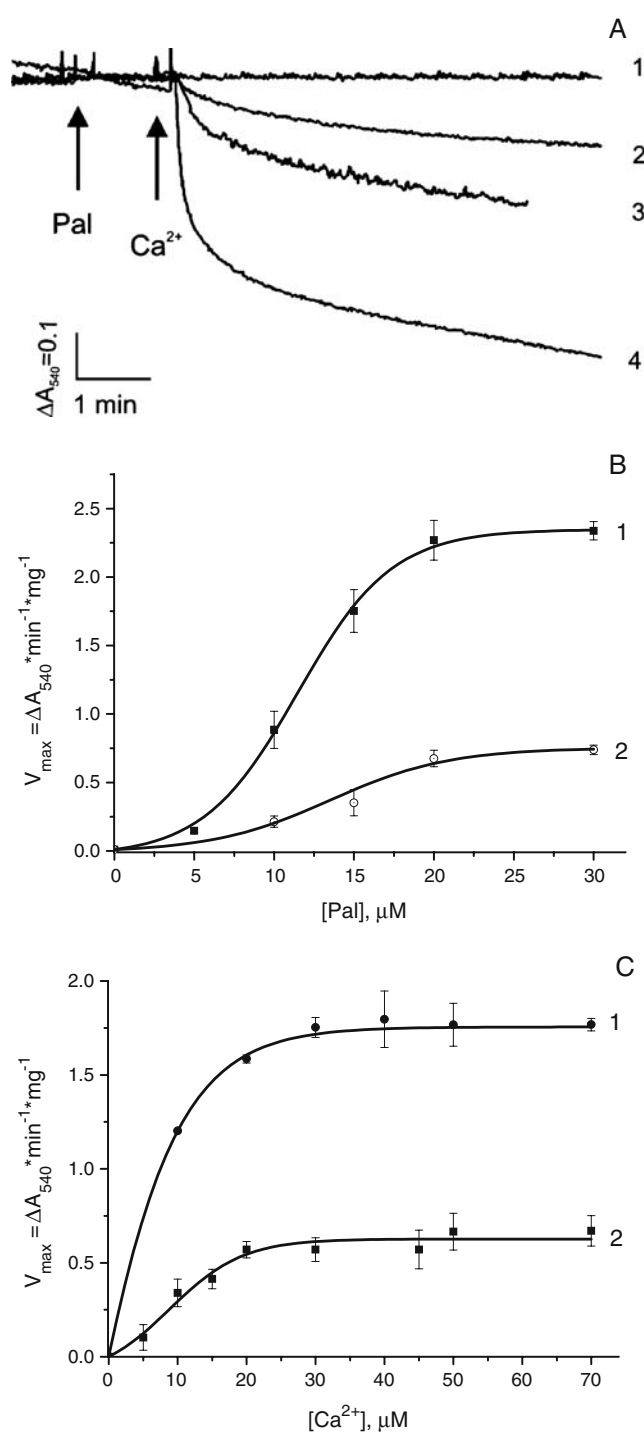 A
1
2
3
4
Pal
Ca²⁺
ΔA₅₄₀=0.1
1 min
B
2.5
2.0
1.5
1.0
0.5
0.0
Vₘₐₓ =ΔA₅₄₀*min⁻¹*mg⁻¹
1
2
0 5 10 15 20 25 30
[Pal], μM
C
2.0
1.5
1.0
0.5
0.0
Vₘₐₓ =ΔA₅₄₀*min⁻¹*mg⁻¹
1
2
0 10 20 30 40 50 60 70
[Ca²⁺], μM